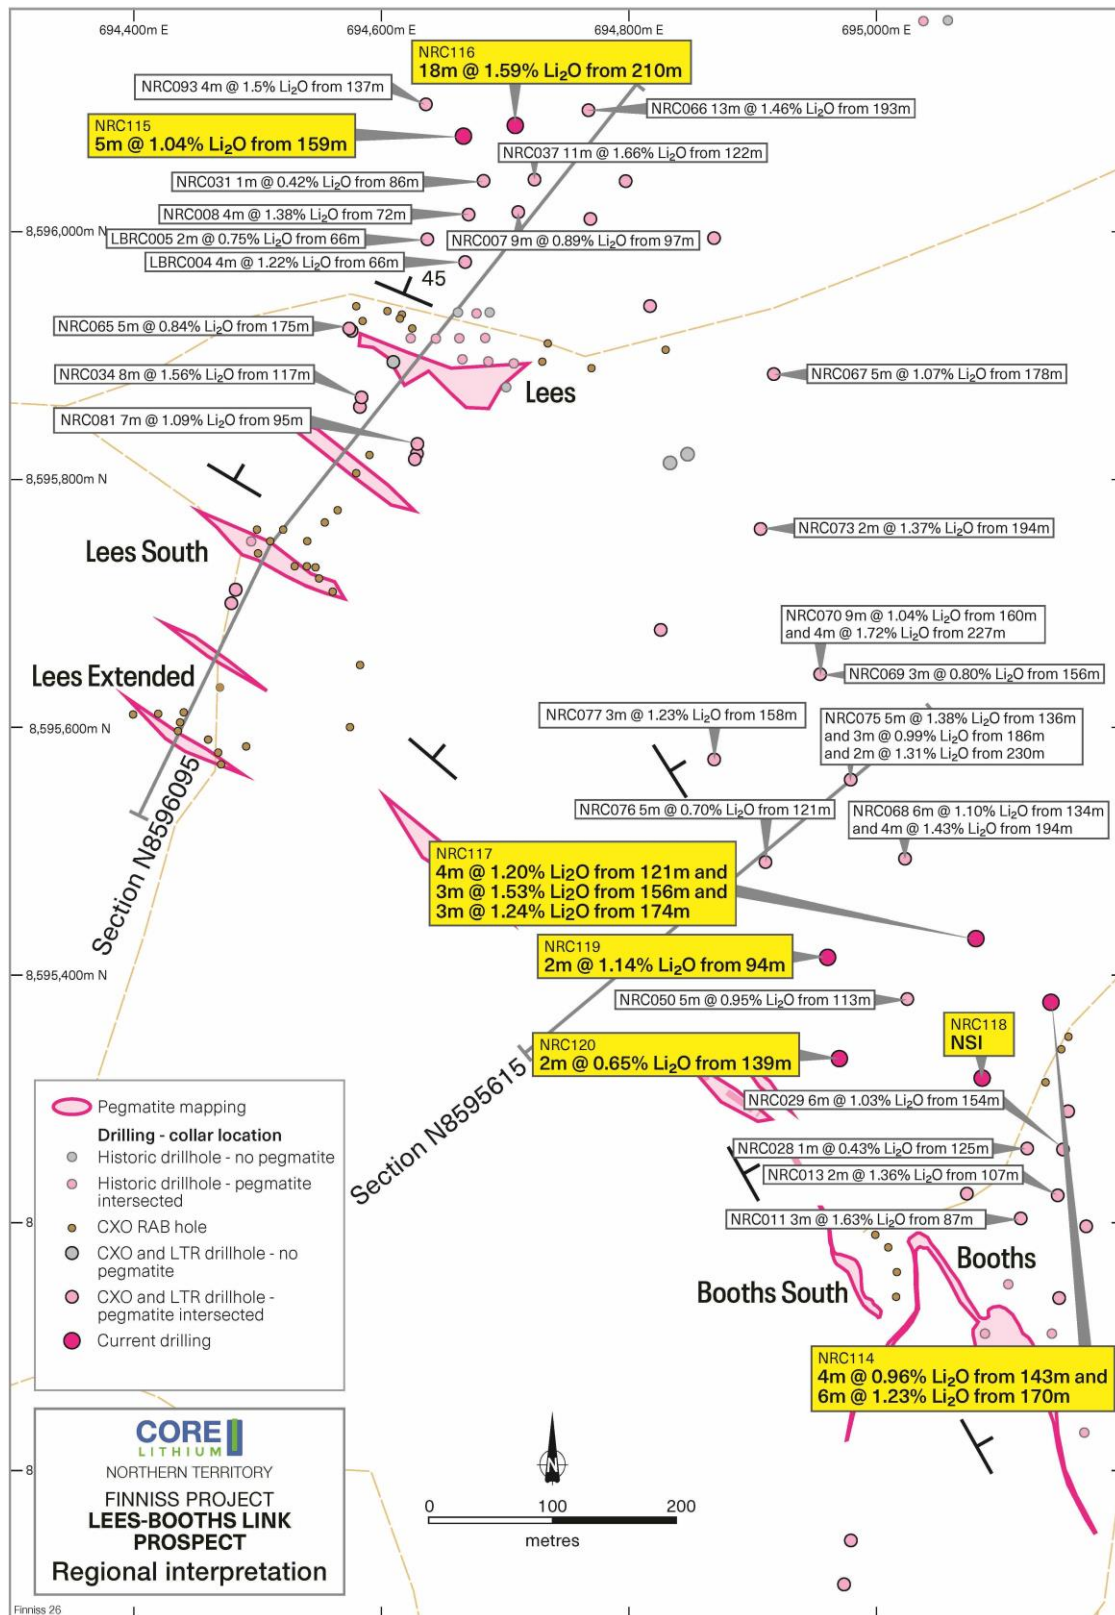 694,400m E
694,600m E
694,800m E
695,000m E
NRC116
18m @ 1.59% Li₂O from 210m
NRC093 4m @ 1.5% Li₂O from 137m
NRC066 13m @ 1.46% Li₂O from 193m
NRC115
5m @ 1.04% Li₂O from 159m
NRC037 11m @ 1.66% Li₂O from 122m
NRC031 1m @ 0.42% Li₂O from 86m
NRC008 4m @ 1.38% Li₂O from 72m
8,596,000m N
LBRC005 2m @ 0.75% Li₂O from 66m
NRC007 9m @ 0.89% Li₂O from 97m
LBRC004 4m @ 1.22% Li₂O from 66m
45
NRC065 5m @ 0.84% Li₂O from 175m
NRC034 8m @ 1.56% Li₂O from 117m
NRC067 5m @ 1.07% Li₂O from 178m
Lees
NRC081 7m @ 1.09% Li₂O from 95m
8,595,800m N
NRC073 2m @ 1.37% Li₂O from 194m
Lees South
NRC070 9m @ 1.04% Li₂O from 160m
and 4m @ 1.72% Li₂O from 227m
NRC069 3m @ 0.80% Li₂O from 156m
Lees Extended
NRC077 3m @ 1.23% Li₂O from 158m
NRC075 5m @ 1.38% Li₂O from 136m
and 3m @ 0.99% Li₂O from 186m
and 2m @ 1.31% Li₂O from 230m
8,595,600m N
Section N8596095
NRC076 5m @ 0.70% Li₂O from 121m
NRC068 6m @ 1.10% Li₂O from 134m
and 4m @ 1.43% Li₂O from 194m
NRC117
4m @ 1.20% Li₂O from 121m and
3m @ 1.53% Li₂O from 156m and
3m @ 1.24% Li₂O from 174m
NRC119
2m @ 1.14% Li₂O from 94m
8,595,400m N
NRC050 5m @ 0.95% Li₂O from 113m
NRC118
NSI
NRC120
2m @ 0.65% Li₂O from 139m
Section N8595615
NRC029 6m @ 1.03% Li₂O from 154m
NRC028 1m @ 0.43% Li₂O from 125m
NRC013 2m @ 1.36% Li₂O from 107m
NRC011 3m @ 1.63% Li₂O from 87m
8
Booths
Booths South
NRC114
4m @ 0.96% Li₂O from 143m and
6m @ 1.23% Li₂O from 170m
8
Pegmatite mapping
Drilling - collar location
Historic drillhole - no pegmatite
Historic drillhole - pegmatite
intersected
CXO RAB hole
CXO and LTR drillhole - no
pegmatite
CXO and LTR drillhole -
pegmatite intersected
Current drilling
CORE
LITHIUM
NORTHERN TERRITORY
FINNISS PROJECT
LEES-BOOTHS LINK
PROSPECT
Regional interpretation
N
0 100 200
metres
Finniss 26